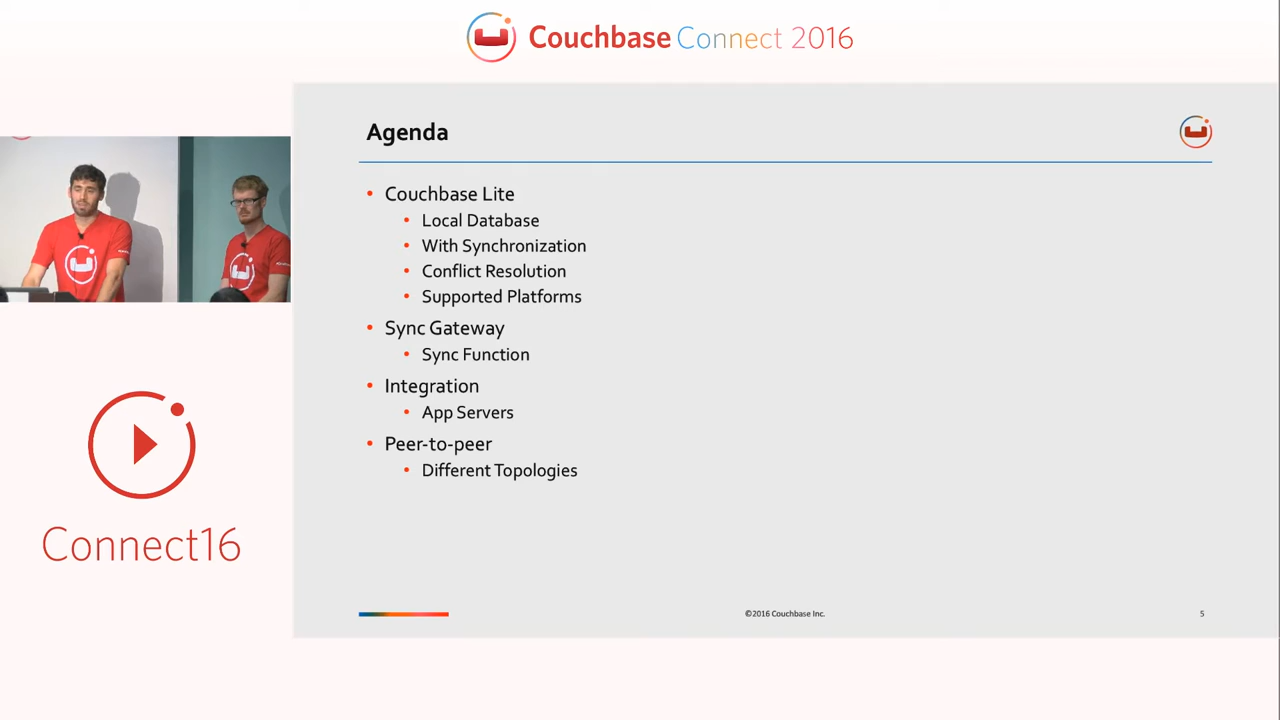 Couchbase Connect 2016
Agenda
Couchbase Lite
Local Database
With Synchronization
Conflict Resolution
Supported Platforms
Sync Gateway
Sync Function
Integration
App Servers
Peer-to-peer
Different Topologies
Connect16
©2016 Couchbase Inc.
5